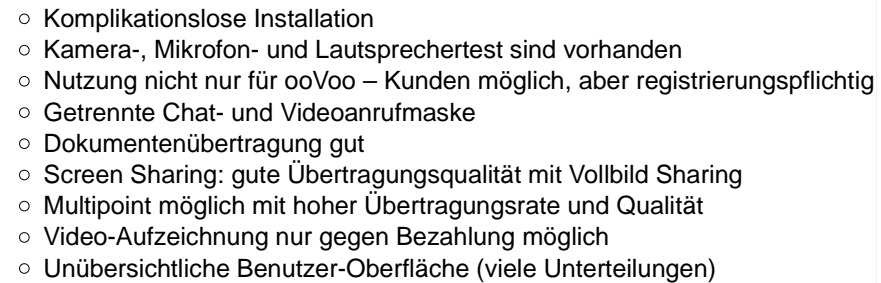 ○ Komplikationslose Installation
○ Kamera-, Mikrofon- und Lautsprechertest sind vorhanden
○ Nutzung nicht nur für ooVoo – Kunden möglich, aber registrierungspflichtig
○ Getrennte Chat- und Videoanrufmaske
○ Dokumentenübertragung gut
○ Screen Sharing: gute Übertragungsqualität mit Vollbild Sharing
○ Multipoint möglich mit hoher Übertragungsrate und Qualität
○ Video-Aufzeichnung nur gegen Bezahlung möglich
○ Unübersichtliche Benutzer-Oberfläche (viele Unterteilungen)